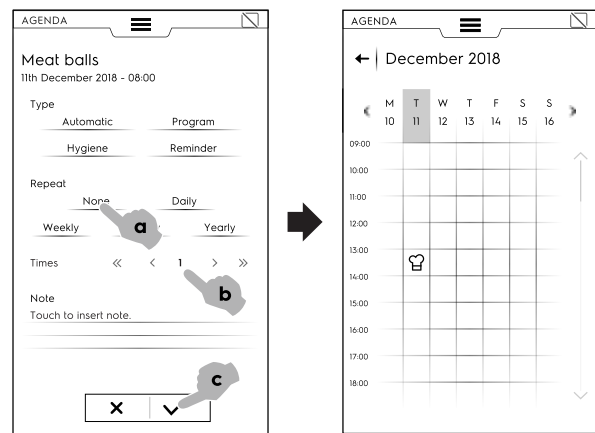 AGENDA
Meat balls
11th December 2018 - 08:00
Type
Automatic Program
Hygiene Reminder
Repeat
None Daily
Weekly Yearly
Times « < 1 > »
Note
Touch to insert note.
a
b
c
AGENDA
December 2018
M T W T F S S
10 11 12 13 14 15 16
09:00
10:00
11:00
12:00
13:00
14:00
15:00
16:00
17:00
18:00